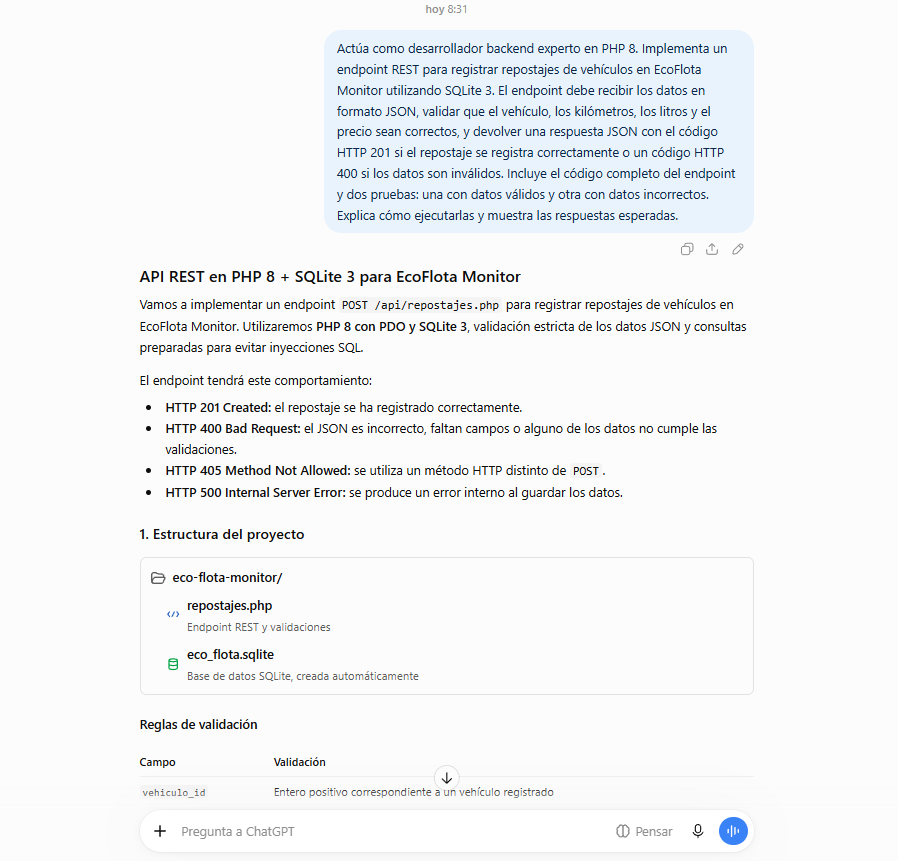 hoy 8:31
Actúa como desarrollador backend experto en PHP 8. Implementa un
endpoint REST para registrar repostajes de vehículos en EcoFlota
Monitor utilizando SQLite 3. El endpoint debe recibir los datos en
formato JSON, validar que el vehículo, los kilómetros, los litros y el
precio sean correctos, y devolver una respuesta JSON con el código
HTTP 201 si el repostaje se registra correctamente o un código HTTP
400 si los datos son inválidos. Incluye el código completo del endpoint
y dos pruebas: una con datos válidos y otra con datos incorrectos.
Explica cómo ejecutarlas y muestra las respuestas esperadas.
API REST en PHP 8 + SQLite 3 para EcoFlota Monitor
Vamos a implementar un endpoint POST /api/repostajes.php para registrar repostajes de vehículos en
EcoFlota Monitor. Utilizaremos PHP 8 con PDO y SQLite 3, validación estricta de los datos JSON y consultas
preparadas para evitar inyecciones SQL.
El endpoint tendrá este comportamiento:
• HTTP 201 Created: el repostaje se ha registrado correctamente.
• HTTP 400 Bad Request: el JSON es incorrecto, faltan campos o alguno de los datos no cumple las
validaciones.
• HTTP 405 Method Not Allowed: se utiliza un método HTTP distinto de POST .
• HTTP 500 Internal Server Error: se produce un error interno al guardar los datos.
1. Estructura del proyecto
eco-flota-monitor/
repostajes.php
Endpoint REST y validaciones
eco_flota.sqlite
Base de datos SQLite, creada automáticamente
Reglas de validación
Campo Validación
vehiculo_id Entero positivo correspondiente a un vehículo registrado
Pregunta a ChatGPT Pensar